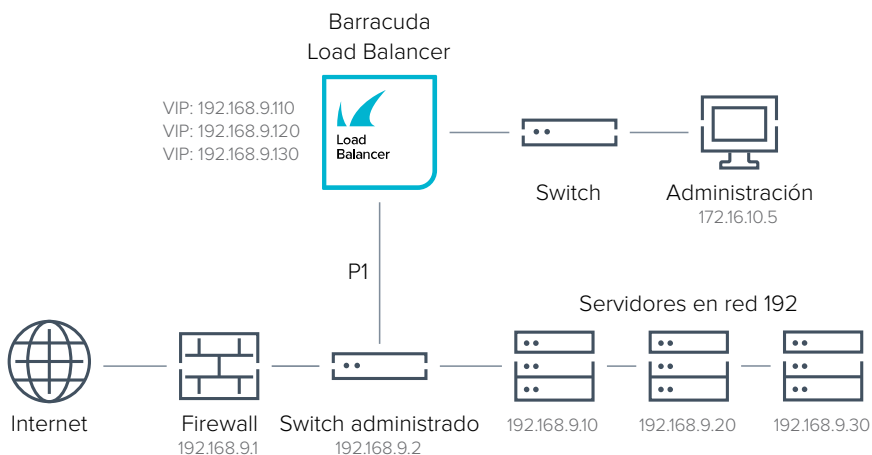 Barracuda
Load Balancer
VIP: 192.168.9.110
VIP: 192.168.9.120
VIP: 192.168.9.130
Load
Balancer
Switch
Administración
172.16.10.5
P1
Servidores en red 192
Internet
Firewall
192.168.9.1
Switch administrado
192.168.9.2
192.168.9.10
192.168.9.20
192.168.9.30